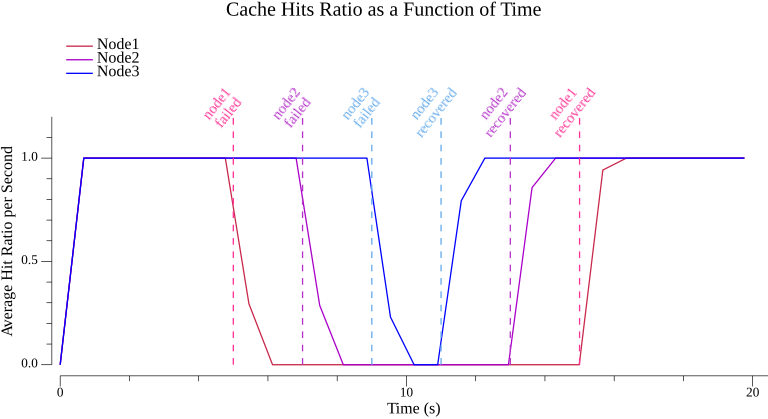 Cache Hits Ratio as a Function of Time
Node1
Node2
Node3
node1
failed
node2
failed
node3
failed
node3
recovered
node2
recovered
node1
recovered
Average Hit Ratio per Second
1.0
0.5
0.0
0
10
20
Time (s)